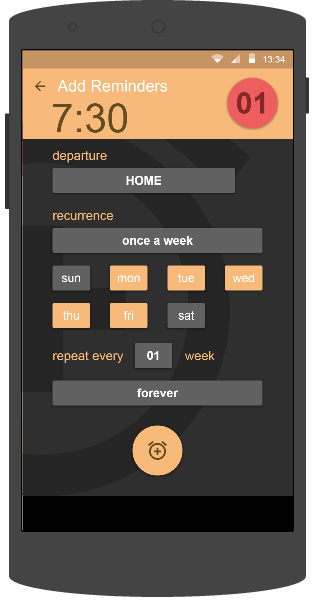 13:34
Add Reminders
7:30
01
departure
HOME
recurrence
once a week
sun mon tue wed
thu fri sat
repeat every 01 week
forever